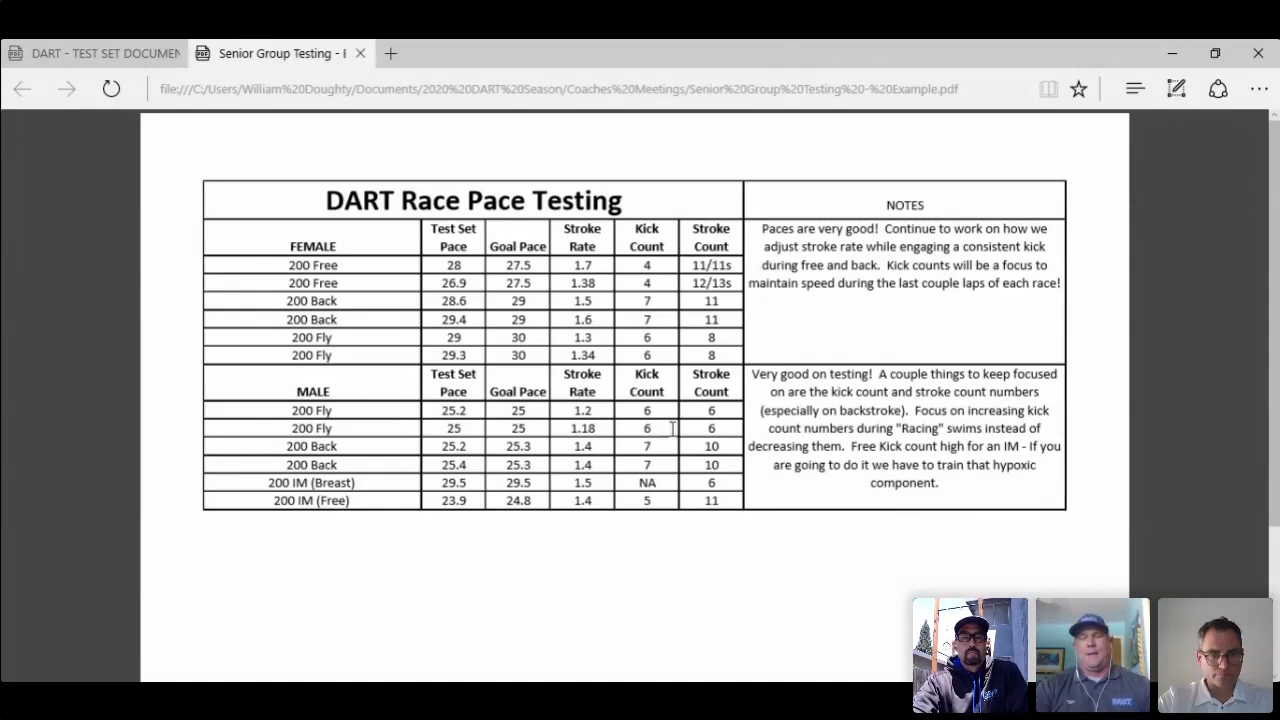 DART - TEST SET DOCUMEN
Senior Group Testing - I
file:///C:/Users/William%20Doughty/Documents/2020%20DART%20Season/Coaches%20Meetings/Senior%20Group%20Testing%20-%20Example.pdf
DART Race Pace Testing
NOTES
FEMALE Test Set Pace Goal Pace Stroke Rate Kick Count Stroke Count
200 Free 28 27.5 1.7 4 11/11s
200 Free 26.9 27.5 1.38 4 12/13s
200 Back 28.6 29 1.5 7 11
200 Back 29.4 29 1.6 7 11
200 Fly 29 30 1.3 6 8
200 Fly 29.3 30 1.34 6 8
Paces are very good! Continue to work on how we
adjust stroke rate while engaging a consistent kick
during free and back. Kick counts will be a focus to
maintain speed during the last couple laps of each race!
MALE Test Set Pace Goal Pace Stroke Rate Kick Count Stroke Count
200 Fly 25.2 25 1.2 6 6
200 Fly 25 25 1.18 6 6
200 Back 25.2 25.3 1.4 7 10
200 Back 25.4 25.3 1.4 7 10
200 IM (Breast) 29.5 29.5 1.5 NA 6
200 IM (Free) 23.9 24.8 1.4 5 11
Very good on testing! A couple things to keep focused
on are the kick count and stroke count numbers
(especially on backstroke). Focus on increasing kick
count numbers during "Racing" swims instead of
decreasing them. Free Kick count high for an IM - If you
are going to do it we have to train that hypoxic
component.
DART